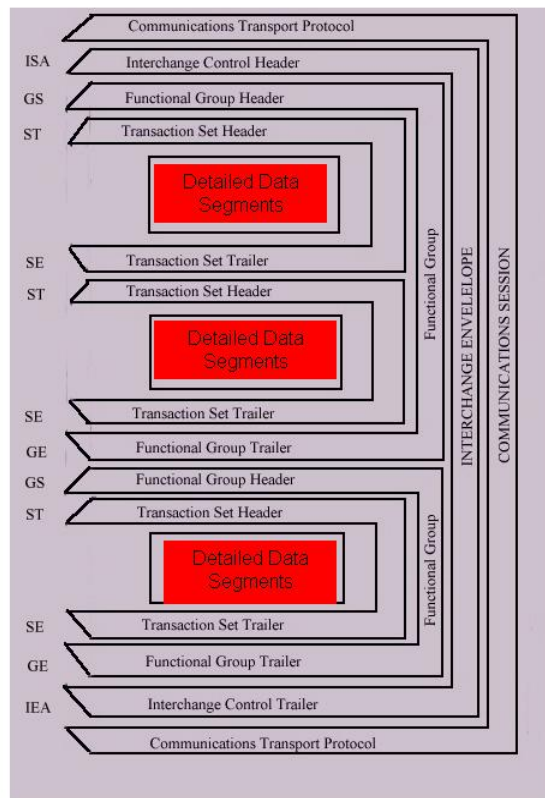 Communications Transport Protocol
ISA Interchange Control Header
GS Functional Group Header
ST Transaction Set Header
Detailed Data
Segments
SE Transaction Set Trailer
ST Transaction Set Header
Detailed Data
Segments
SE Transaction Set Trailer
GE Functional Group Trailer
GS Functional Group Header
ST Transaction Set Header
Detailed Data
Segments
SE Transaction Set Trailer
GE Functional Group Trailer
IEA Interchange Control Trailer
Communications Transport Protocol
Functional Group
Functional Group
INTERCHANGE ENVELELOPE
COMMUNICATIONS SESSION